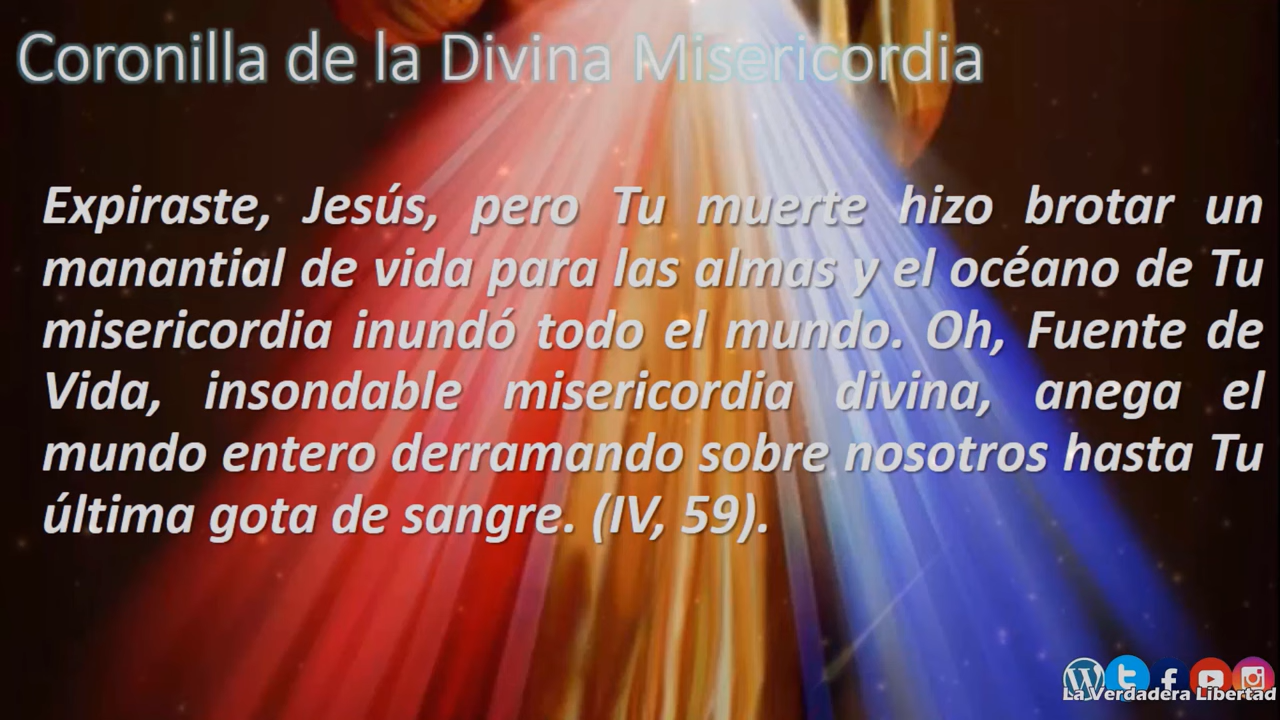 Coronilla de la Divina Misericordia
Expiraste, Jesús, pero Tu muerte hizo brotar un
manantial de vida para las almas y el océano de Tu
misericordia inundó todo el mundo. Oh, Fuente de
Vida, insondable misericordia divina, anega el
mundo entero derramando sobre nosotros hasta Tu
última gota de sangre. (IV, 59).
La Verdadera Libertad